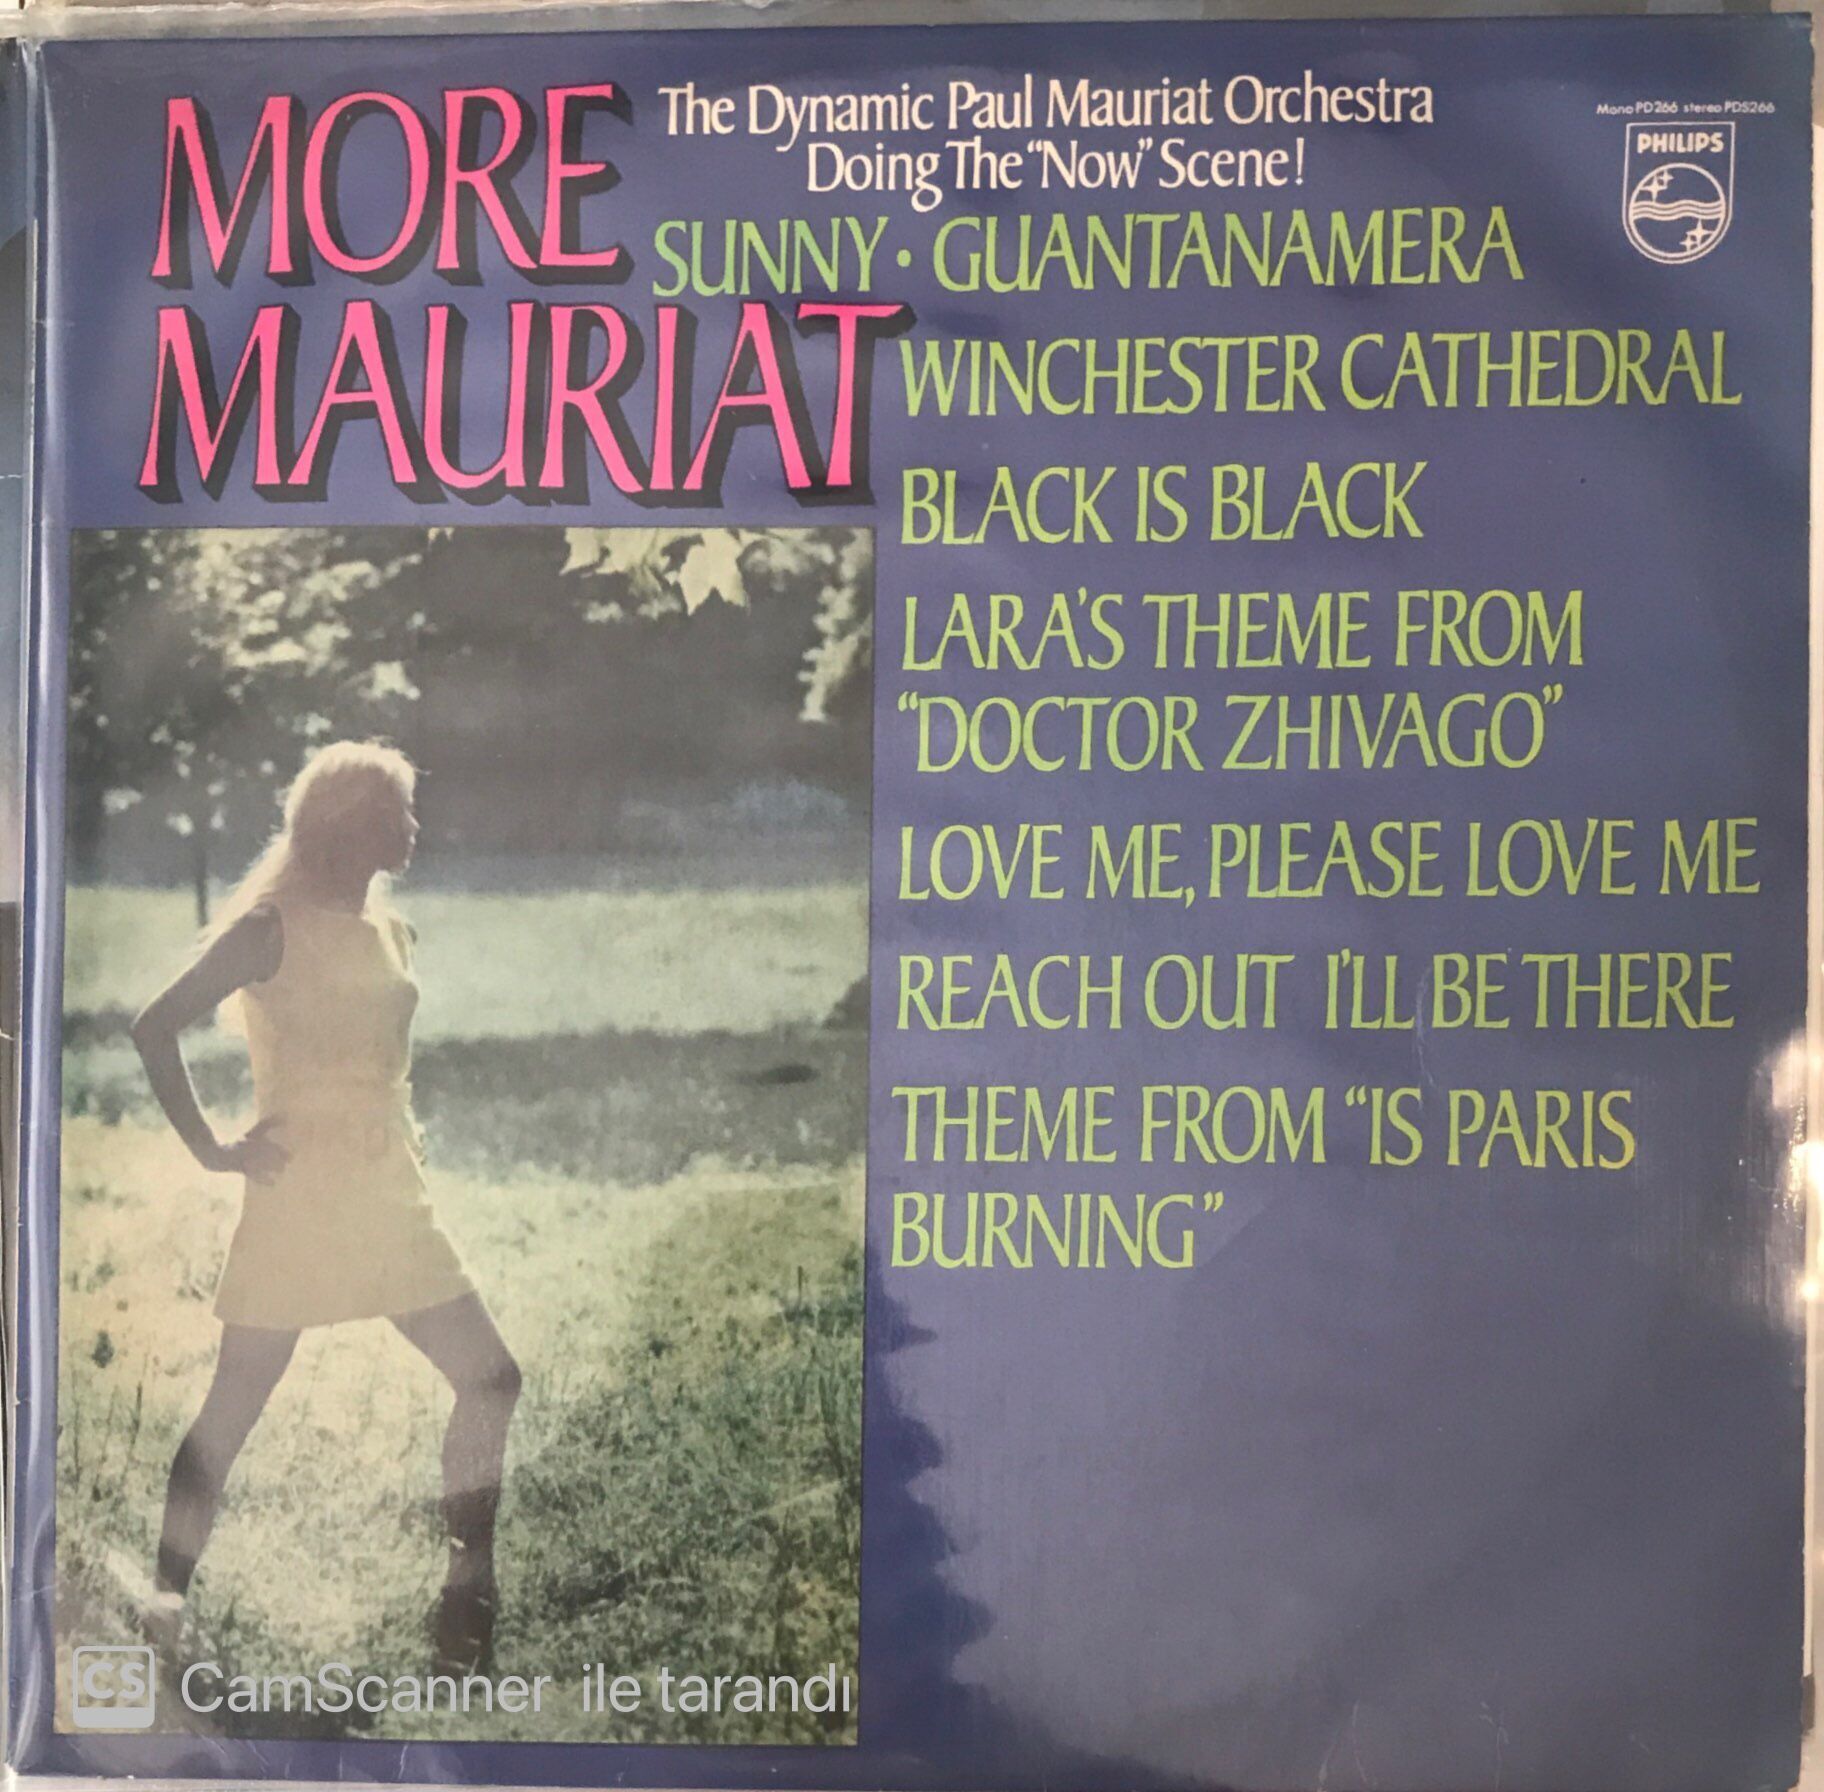 MORE
MAURIAT
The Dynamic Paul Mauriat Orchestra
Doing The “Now” Scene!
Mono PD266 stereo PDS266
PHILIPS
SUNNY • GUANTANAMERA
WINCHESTER CATHEDRAL
BLACK IS BLACK
LARA'S THEME FROM
“DOCTOR ZHIVAGO”
LOVE ME, PLEASE LOVE ME
REACH OUT I'LL BE THERE
THEME FROM “IS PARIS
BURNING”
CS CamScanner ile tarandı